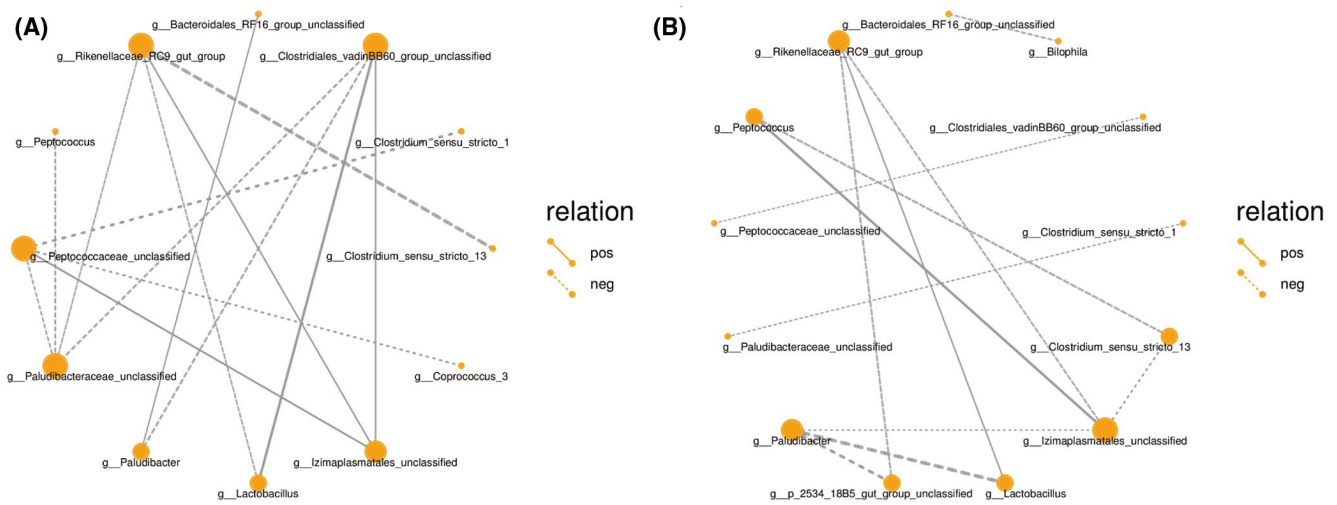 (A)
g__Bacteroidales_RF16_group_unclassified
g__Rikenellaceae_RC9_gut_group
g__Clostridiales_vadinBB60_group_unclassified
g__Peptococcus
g__Clostridium_sensu_stricto_1
g__Peptococcaceae_unclassified
g__Clostridium_sensu_stricto_13
g__Paludibacteraceae_unclassified
g__Coprococcus_3
g__Paludibacter
g__Izimaplasmatales_unclassified
g__Lactobacillus
relation
pos
neg
(B)
g__Bacteroidales_RF16_group_unclassified
g__Rikenellaceae_RC9_gut_group
g__Bilophila
g__Peptococcus
g__Clostridiales_vadinBB60_group_unclassified
g__Peptococcaceae_unclassified
g__Clostridium_sensu_stricto_1
g__Paludibacteraceae_unclassified
g__Clostridium_sensu_stricto_13
g__Paludibacter
g__Izimaplasmatales_unclassified
g__p_2534_18B5_gut_group_unclassified
g__Lactobacillus
relation
pos
neg